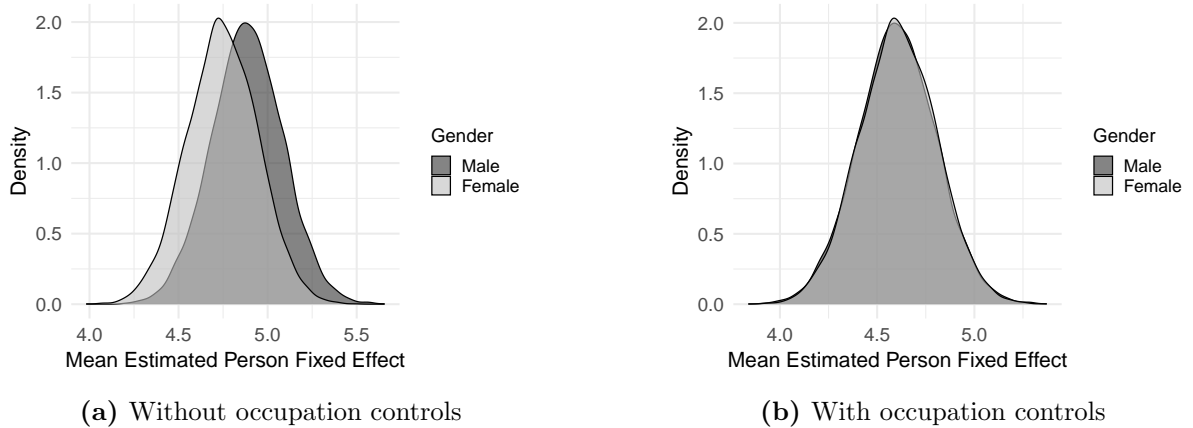 2.0
1.5
1.0
0.5
0.0
Density
4.0 4.5 5.0 5.5
Mean Estimated Person Fixed Effect
Gender
Male
Female
(a) Without occupation controls
2.0
1.5
1.0
0.5
0.0
Density
4.0 4.5 5.0
Mean Estimated Person Fixed Effect
Gender
Male
Female
(b) With occupation controls